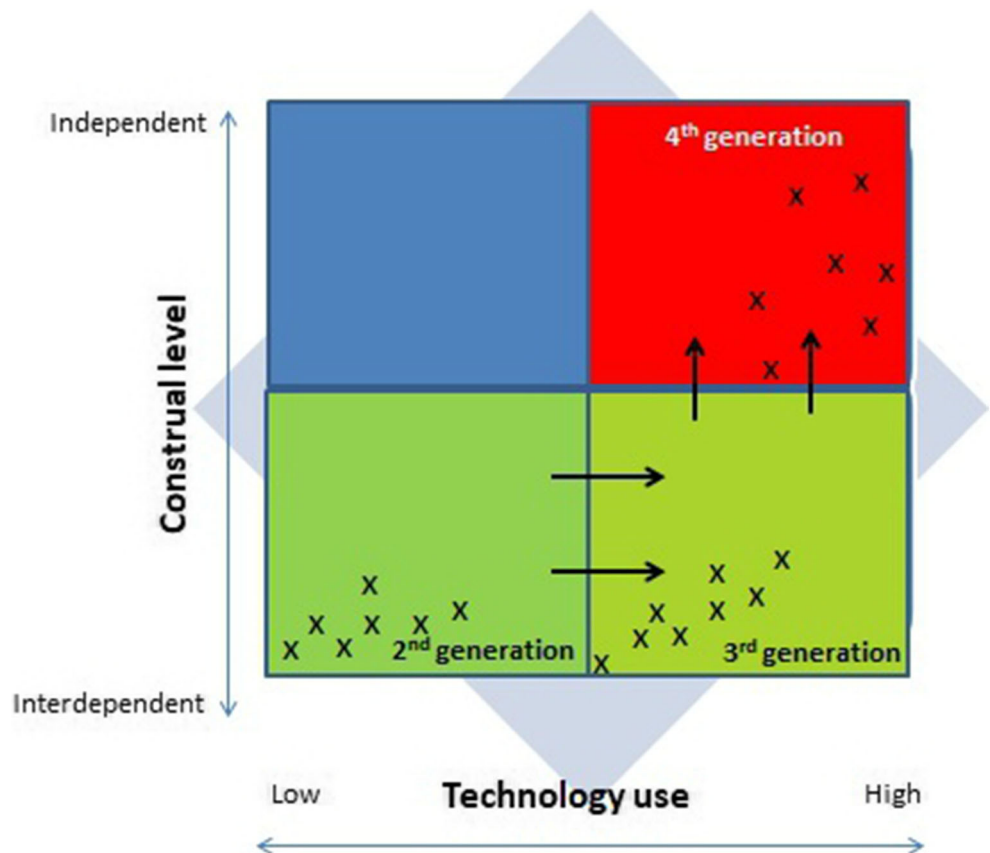 Independent
4th generation
x x
x x
x
x
x
Construal level
x
x
x
x x
x
x x x x
x x
x x
x
2nd generation
3rd generation
Interdependent
Low
Technology use
High